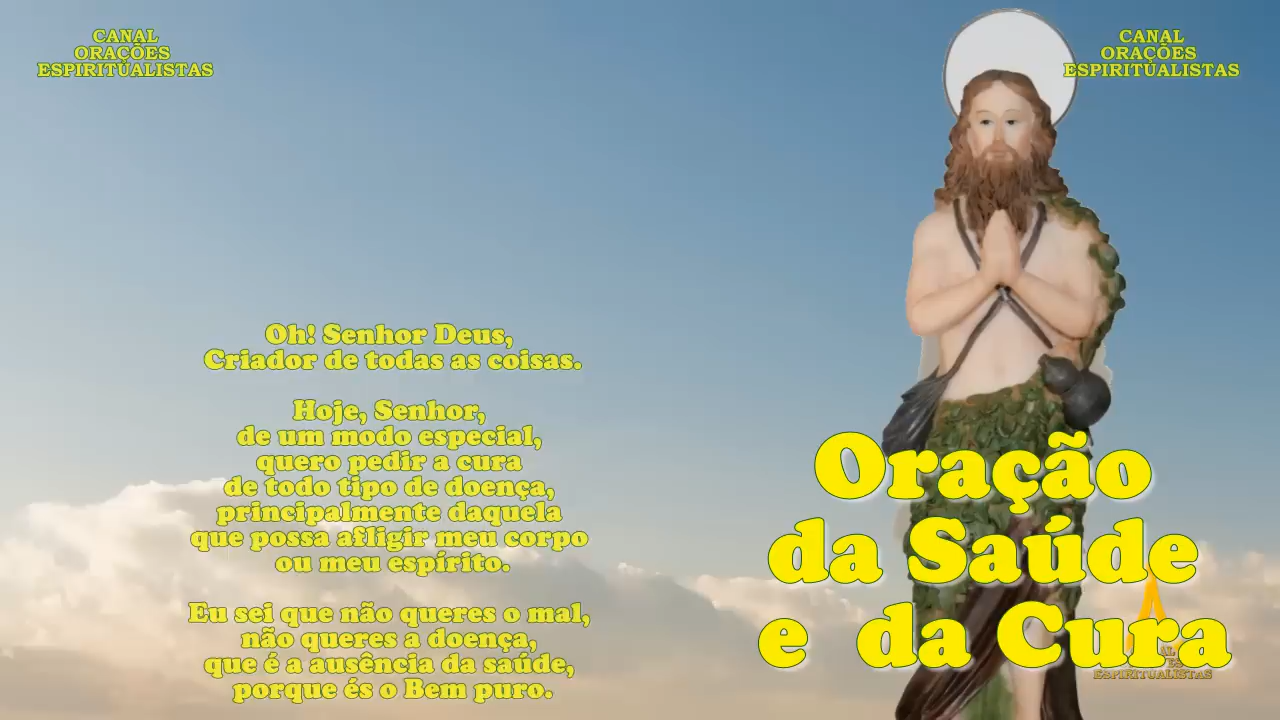 CANAL
ORAÇÕES
ESPIRITUALISTAS
CANAL
ORAÇÕES
ESPIRITUALISTAS
Oh! Senhor Deus,
Criador de todas as coisas.
Hoje, Senhor,
de um modo especial,
quero pedir a cura
de todo tipo de doença,
principalmente daquela
que possa afligir meu corpo
ou meu espírito.
Eu sei que não queres o mal,
não queres a doença,
que é a ausência da saúde,
porque és o Bem puro.
Oração
da Saúde
e da Cura
ESPIRITUALISTAS